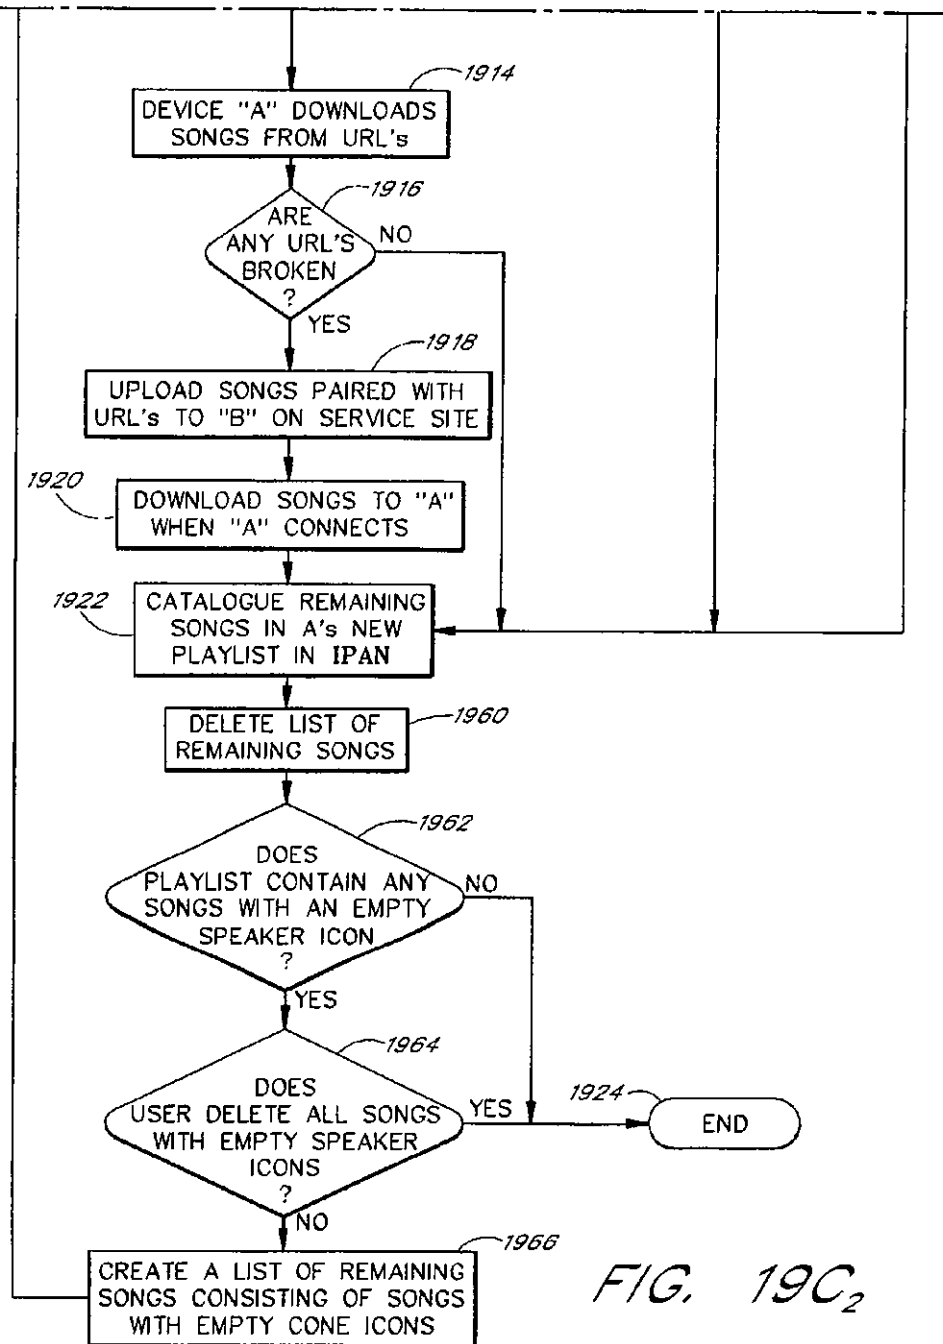 1914
DEVICE "A" DOWNLOADS
SONGS FROM URL's
1916
ARE
ANY URL'S
BROKEN
?
NO
YES
1918
UPLOAD SONGS PAIRED WITH
URL's TO "B" ON SERVICE SITE
1920
DOWNLOAD SONGS TO "A"
WHEN "A" CONNECTS
1922
CATALOGUE REMAINING
SONGS IN A's NEW
PLAYLIST IN IPAN
1960
DELETE LIST OF
REMAINING SONGS
1962
DOES
PLAYLIST CONTAIN ANY
SONGS WITH AN EMPTY
SPEAKER ICON
?
NO
YES
1964
DOES
USER DELETE ALL SONGS
WITH EMPTY SPEAKER
ICONS
?
YES
1924
END
NO
1966
CREATE A LIST OF REMAINING
SONGS CONSISTING OF SONGS
WITH EMPTY CONE ICONS
FIG. 19C₂